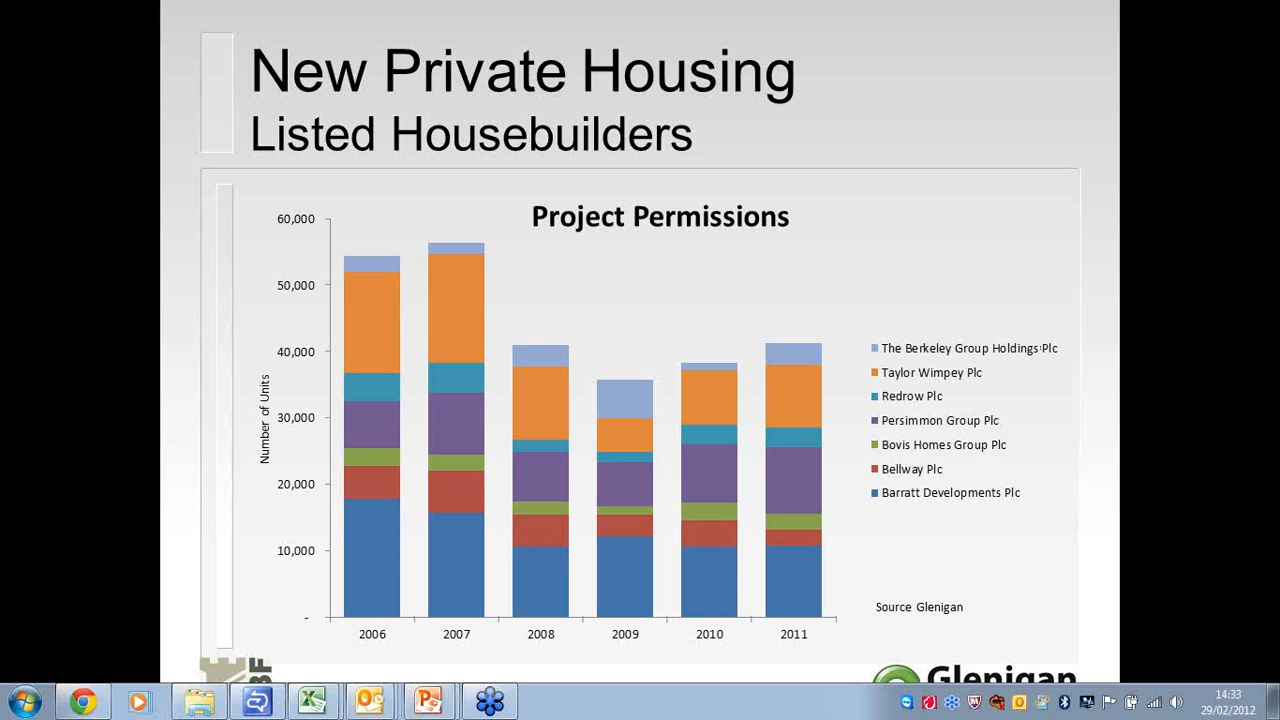 New Private Housing
Listed Housebuilders
Project Permissions
60,000
50,000
40,000
30,000
20,000
10,000
-
Number of Units
2006 2007 2008 2009 2010 2011
The Berkeley Group Holdings Plc
Taylor Wimpey Plc
Redrow Plc
Persimmon Group Plc
Bovis Homes Group Plc
Bellway Plc
Barratt Developments Plc
Source Glenigan
Glenigan
14:33
29/02/2012